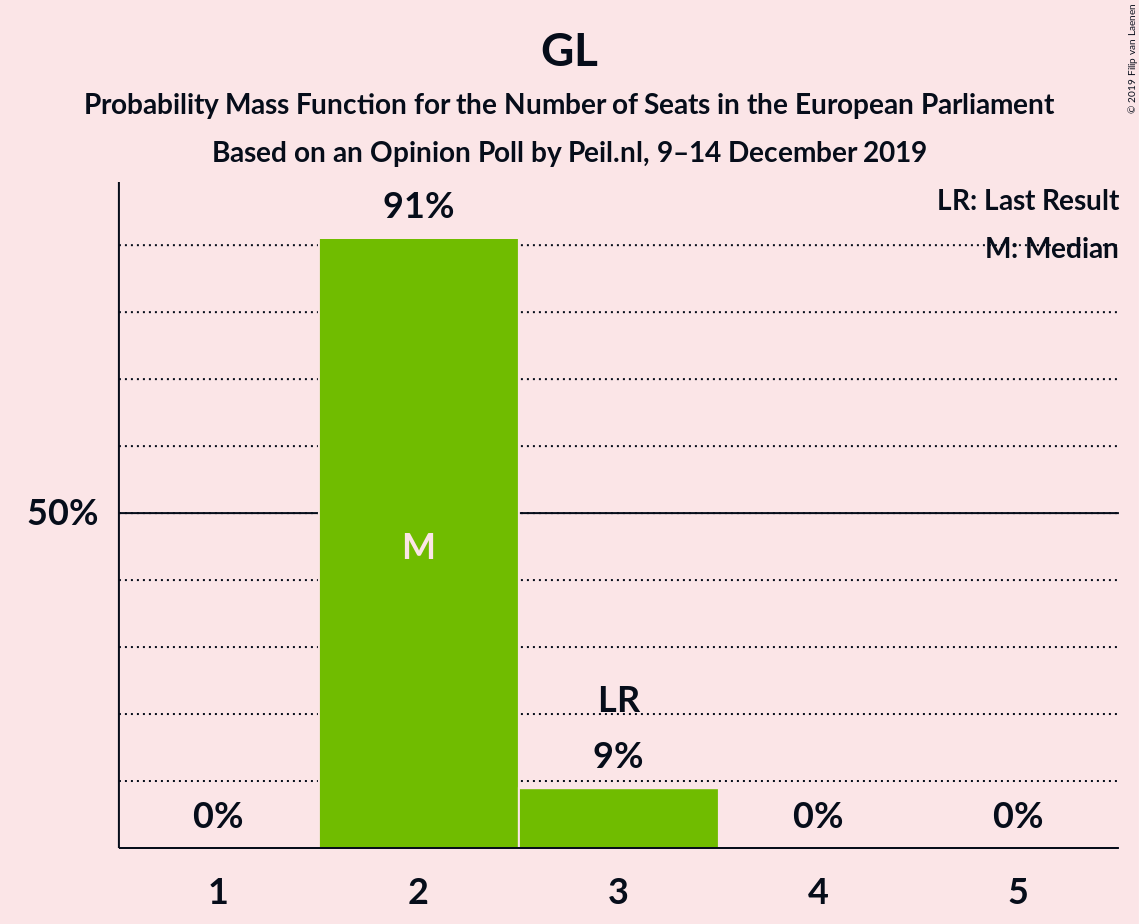 GL
Probability Mass Function for the Number of Seats in the European Parliament
Based on an Opinion Poll by Peil.nl, 9–14 December 2019
© 2019 Filip van Laenen
LR: Last Result
M: Median
91%
50%
M
LR
9%
0%
0%
0%
1
2
3
4
5